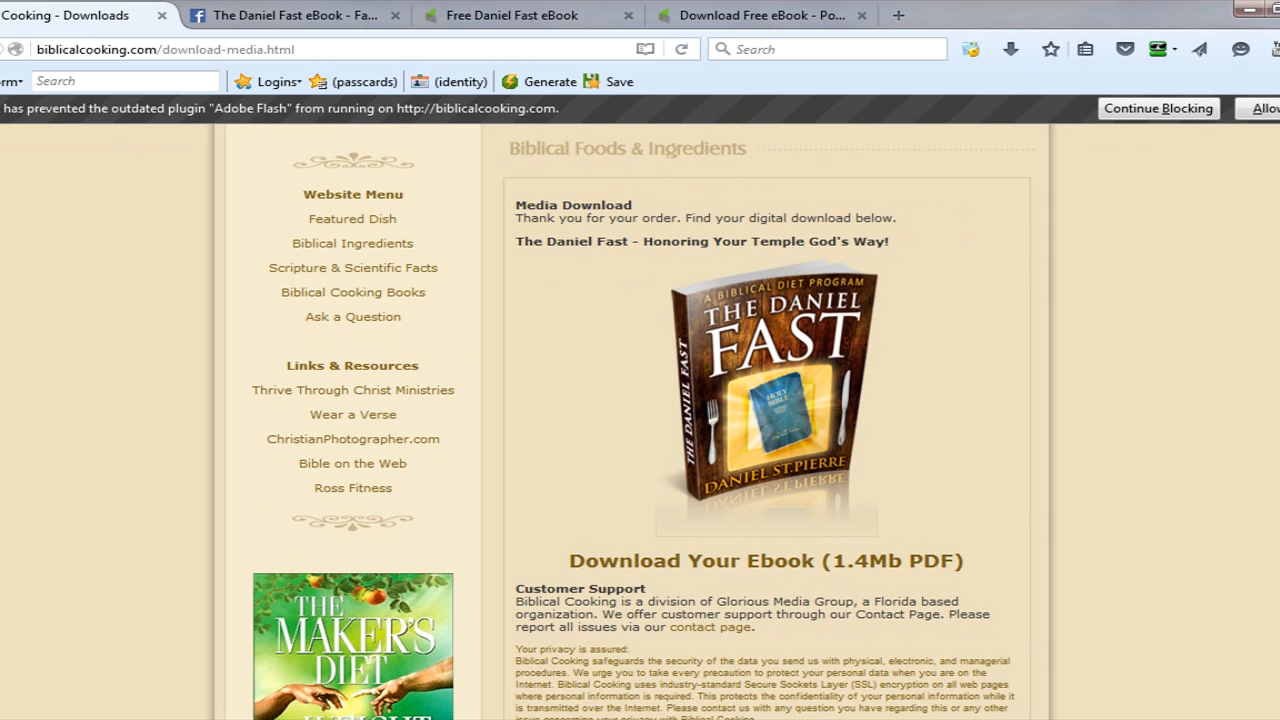 Cooking - Downloads
The Daniel Fast eBook - Fa...
Free Daniel Fast eBook
Download Free eBook - Po...
biblicalcooking.com/download-media.html
Search
Search
Logins
(passcards)
(identity)
Generate
Save
has prevented the outdated plugin "Adobe Flash" from running on http://biblicalcooking.com.
Continue Blocking
Website Menu
Featured Dish
Biblical Ingredients
Scripture & Scientific Facts
Biblical Cooking Books
Ask a Question
Links & Resources
Thrive Through Christ Ministries
Wear a Verse
ChristianPhotographer.com
Bible on the Web
Ross Fitness
THE
MAKER'S
DIET
Biblical Foods & Ingredients
Media Download
Thank you for your order. Find your digital download below.
The Daniel Fast - Honoring Your Temple God's Way!
A BIBLICAL DIET PROGRAM
THE DANIEL
FAST
THE DANIEL FAST
HOLY
BIBLE
DANIEL ST.PIERRE
Download Your Ebook (1.4Mb PDF)
Customer Support
Biblical Cooking is a division of Glorious Media Group, a Florida based
organization. We offer customer support through our Contact Page. Please
report all issues via our contact page.
Your privacy is assured:
Biblical Cooking safeguards the security of the data you send us with physical, electronic, and managerial
procedures. We urge you to take every precaution to protect your personal data when you are on the
Internet. Biblical Cooking uses industry-standard Secure Sockets Layer (SSL) encryption on all web pages
where personal information is required. This protects the confidentiality of your personal information while it
is transmitted over the Internet. Please contact us with any question you have regarding this or any other
issue concerning your privacy with Biblical Cooking.